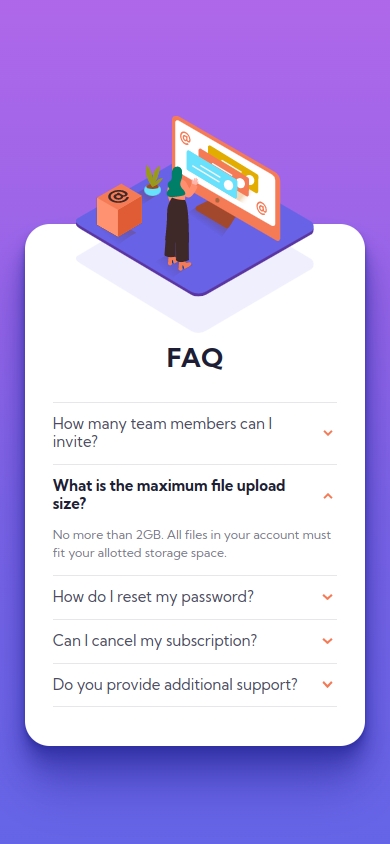 @
@
@
FAQ
How many team members can I
invite?
What is the maximum file upload
size?
No more than 2GB. All files in your account must
fit your allotted storage space.
How do I reset my password?
Can I cancel my subscription?
Do you provide additional support?